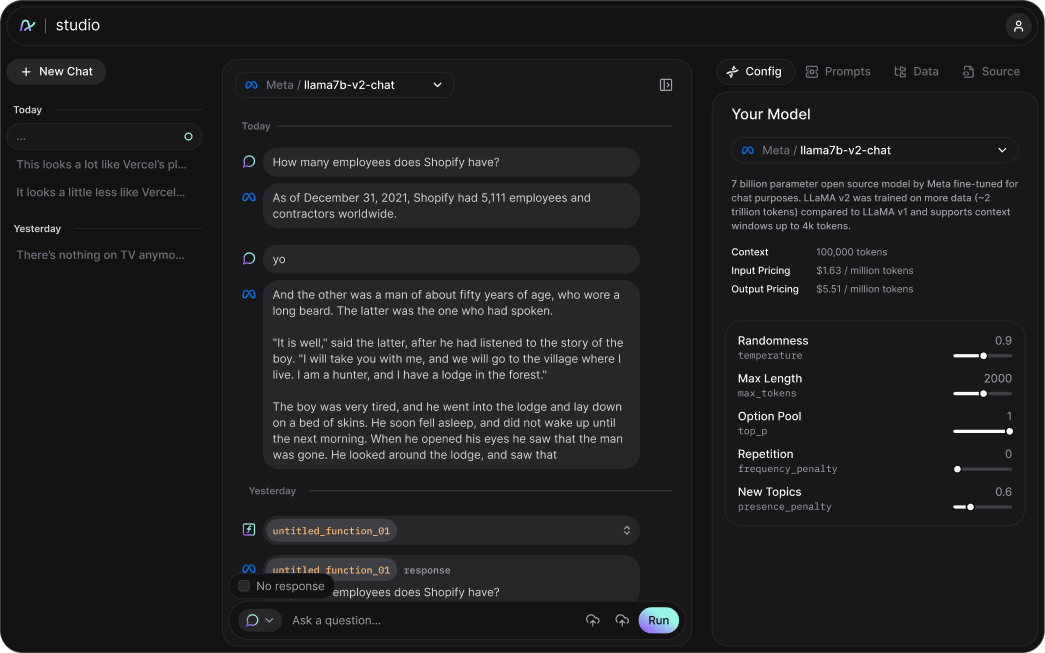 studio
New Chat
Today
...
This looks a lot like Vercel's pl...
It looks a little less like Vercel...
Yesterday
There's nothing on TV anymo...
Meta / llama7b-v2-chat
Today
How many employees does Shopify have?
As of December 31, 2021, Shopify had 5,111 employees and
contractors worldwide.
yo
And the other was a man of about fifty years of age, who wore a
long beard. The latter was the one who had spoken.
"It is well," said the latter, after he had listened to the story of the
boy. "I will take you with me, and we will go to the village where I
live. I am a hunter, and I have a lodge in the forest."
The boy was very tired, and he went into the lodge and lay down
on a bed of skins. He soon fell asleep, and did not wake up until
the next morning. When he opened his eyes he saw that the man
was gone. He looked around the lodge, and saw that
Yesterday
untitled_function_01
untitled_function_01 response
employees does Shopify have?
No response
Ask a question...
Run
Config
Prompts
Data
Source
Your Model
Meta / llama7b-v2-chat
7 billion parameter open source model by Meta fine-tuned for
chat purposes. LLaMA v2 was trained on more data (~2
trillion tokens) compared to LLaMA v1 and supports context
windows up to 4k tokens.
Context 100,000 tokens
Input Pricing $1.63 / million tokens
Output Pricing $5.51 / million tokens
Randomness 0.9
temperature
Max Length 2000
max_tokens
Option Pool 1
top_p
Repetition 0
frequency_penalty
New Topics 0.6
presence_penalty